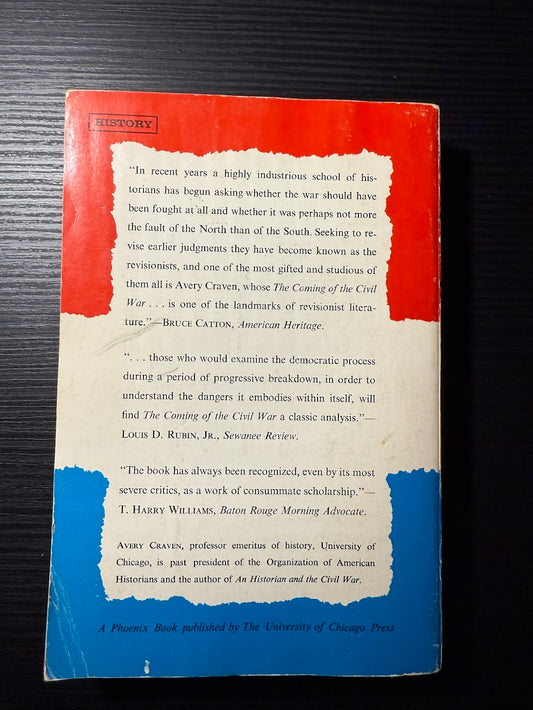 HISTORY
"In recent years a highly industrious school of his-
torians has begun asking whether the war should have
been fought at all and whether it was perhaps not more
the fault of the North than of the South. Seeking to re-
vise earlier judgments they have become known as the
revisionists, and one of the most gifted and studious of
them all is Avery Craven, whose The Coming of the Civil
War . . . is one of the landmarks of revisionist litera-
ture."—BRUCE CATTON, American Heritage.
". . . those who would examine the democratic process
during a period of progressive breakdown, in order to
understand the dangers it embodies within itself, will
find The Coming of the Civil War a classic analysis."—
LOUIS D. RUBIN, JR., Sewanee Review.
"The book has always been recognized, even by its most
severe critics, as a work of consummate scholarship."—
T. HARRY WILLIAMS, Baton Rouge Morning Advocate.
AVERY CRAVEN, professor emeritus of history, University of
Chicago, is past president of the Organization of American
Historians and the author of An Historian and the Civil War.
A Phoenix Book published by The University of Chicago Press